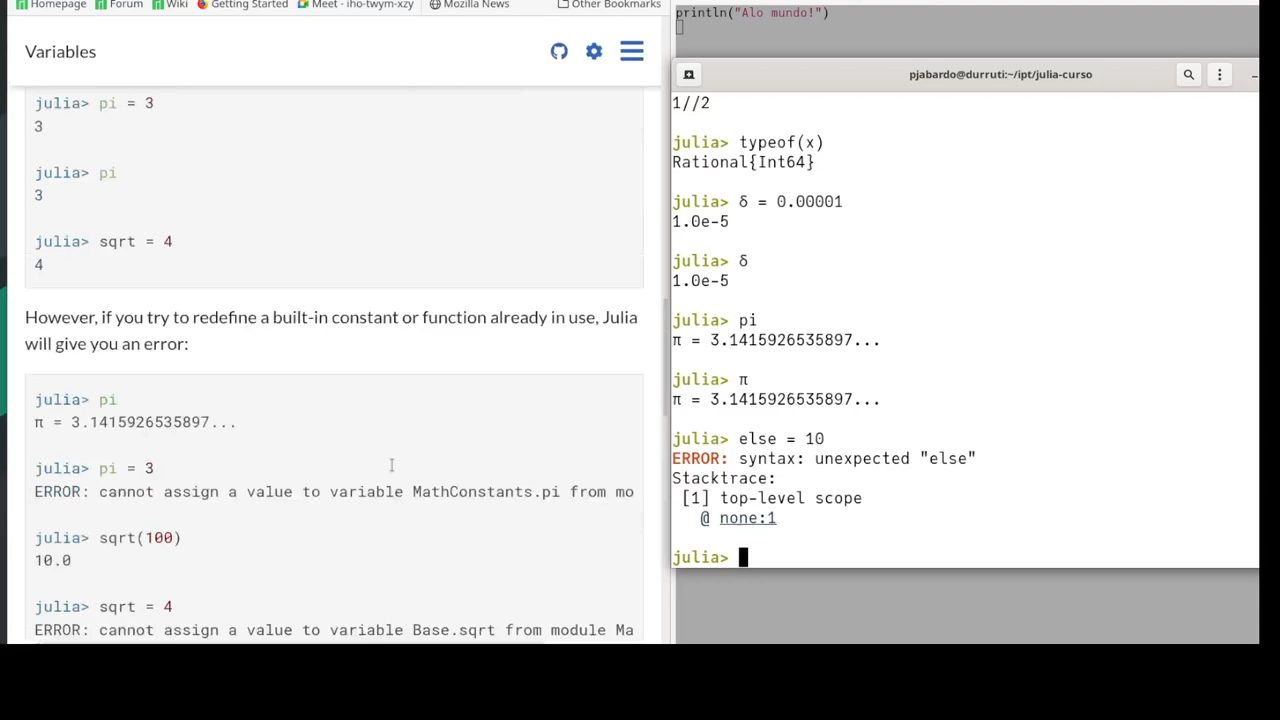 Homepage Forum Wiki Getting Started Meet - iho-twym-xzy Mozilla News Other Bookmarks
Variables
julia> pi = 3
3
julia> pi
3
julia> sqrt = 4
4
However, if you try to redefine a built-in constant or function already in use, Julia
will give you an error:
julia> pi
π = 3.1415926535897...
julia> pi = 3
ERROR: cannot assign a value to variable MathConstants.pi from mo
julia> sqrt(100)
10.0
julia> sqrt = 4
ERROR: cannot assign a value to variable Base.sqrt from module Ma
println("Alo mundo!")
pjabardo@durruti:~/ipt/julia-curso
1//2
julia> typeof(x)
Rational{Int64}
julia> δ = 0.00001
1.0e-5
julia> δ
1.0e-5
julia> pi
π = 3.1415926535897...
julia> π
π = 3.1415926535897...
julia> else = 10
ERROR: syntax: unexpected "else"
Stacktrace:
[1] top-level scope
@ none:1
julia>